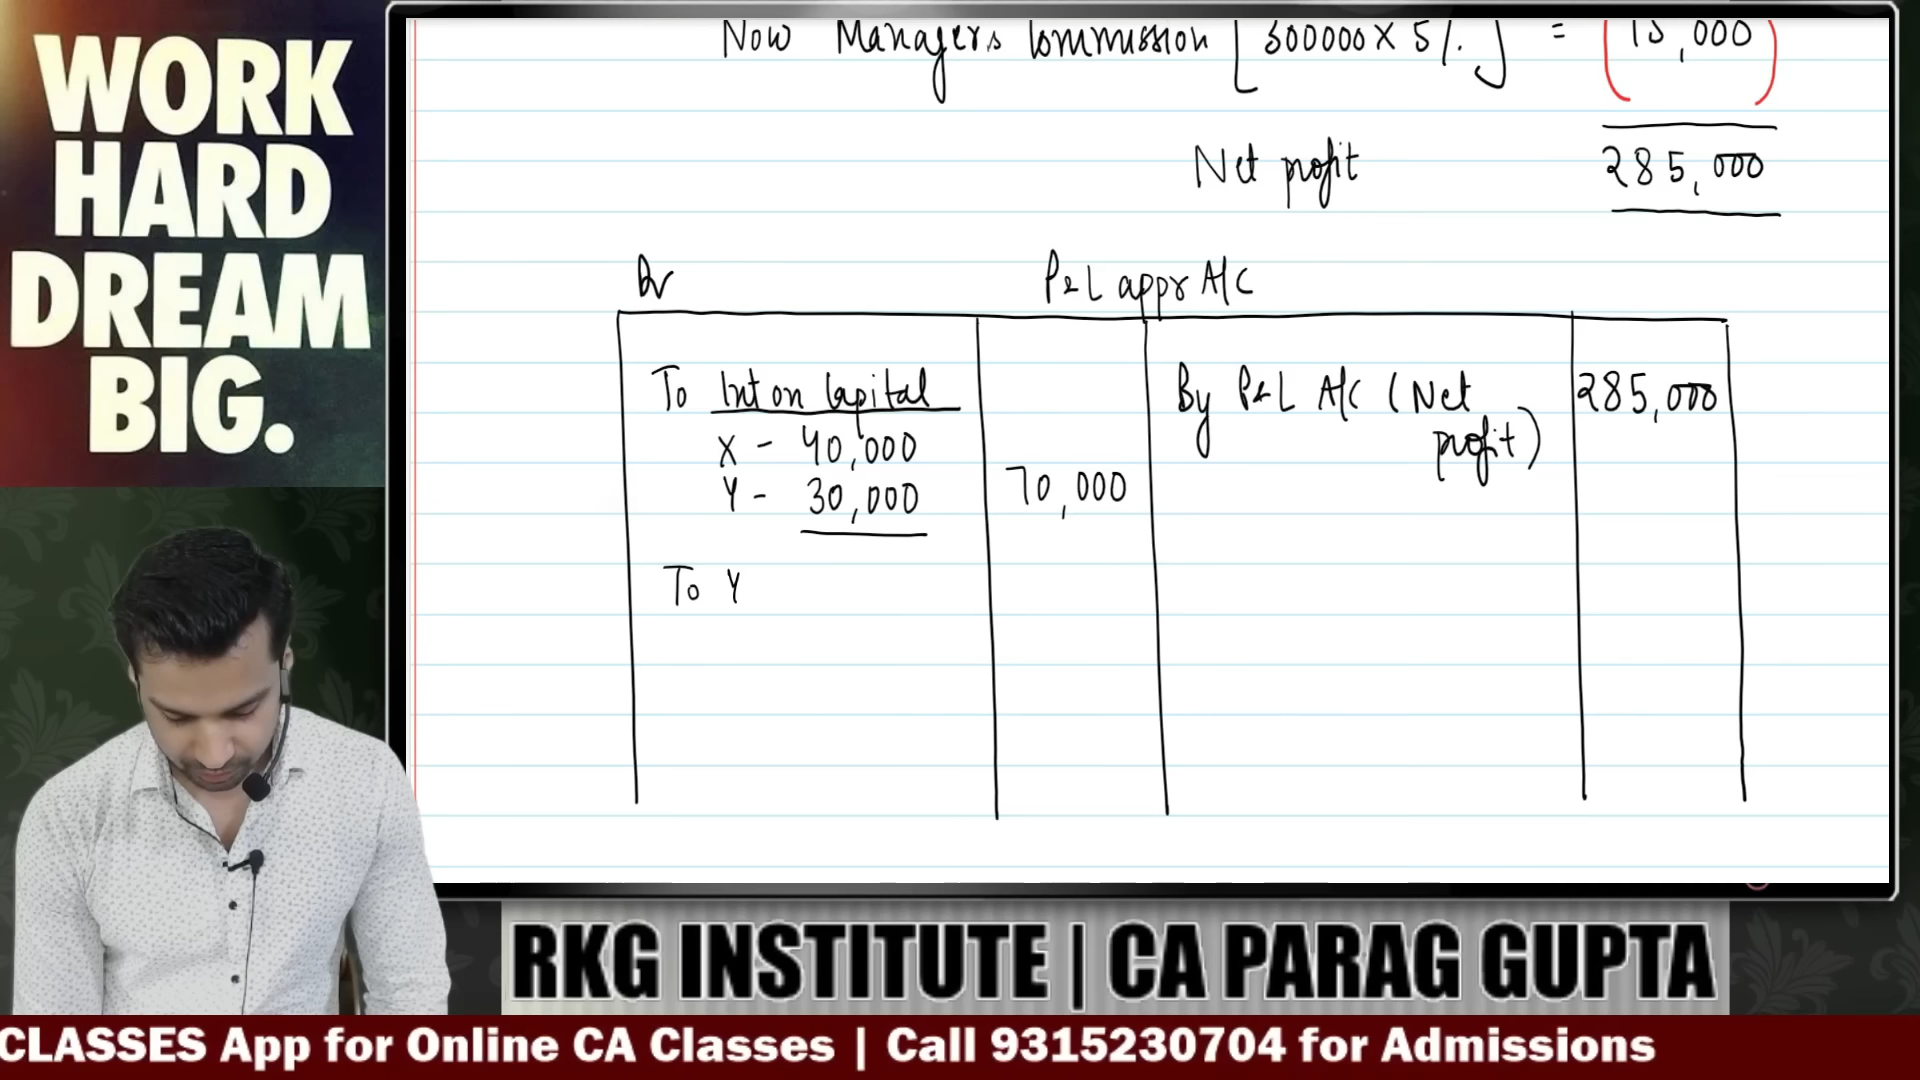 WORK
HARD
DREAM
BIG.
Now Managers Commission [300000 X 5%.] = (15,000)
Net profit 285,000
Dr P&L appr A/C
To Int on Capital By P&L A/C (Net profit) 285,000
X - 40,000
Y - 30,000 70,000
To Y
RKG INSTITUTE | CA PARAG GUPTA
CLASSES App for Online CA Classes | Call 9315230704 for Admissions